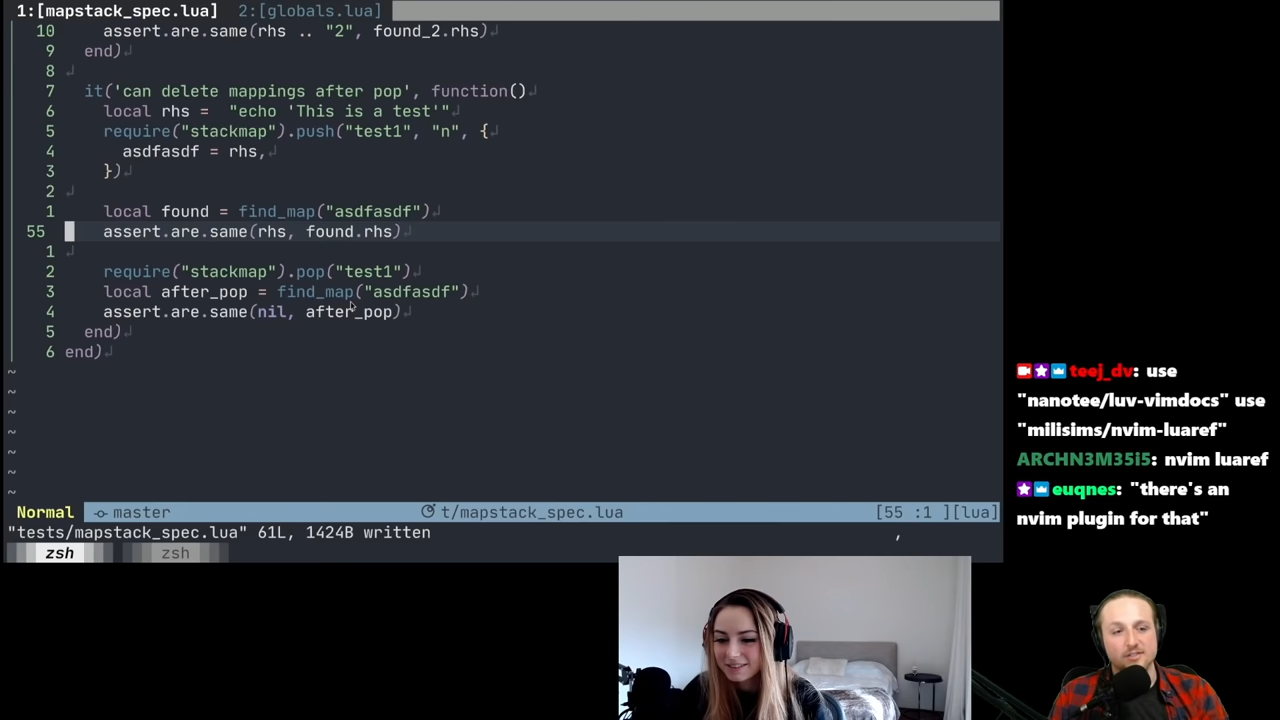 1:[mapstack_spec.lua] 2:[globals.lua]
10 assert.are.same(rhs .. "2", found_2.rhs)↲
9 end)↲
8 ↲
7 it('can delete mappings after pop', function()↲
6 local rhs = "echo 'This is a test'"↲
5 require("stackmap").push("test1", "n", {↲
4 asdfasdf = rhs,↲
3 })↲
2 ↲
1 local found = find_map("asdfasdf")↲
55 assert.are.same(rhs, found.rhs)↲
1 ↲
2 require("stackmap").pop("test1")↲
3 local after_pop = find_map("asdfasdf")↲
4 assert.are.same(nil, after_pop)↲
5 end)↲
6 end)↲
~
~
~
~
~
~
~
Normal master t/mapstack_spec.lua [55 :1 ][lua]
"tests/mapstack_spec.lua" 61L, 1424B written ,
zsh zsh
teej_dv: use
"nanotee/luv-vimdocs" use
"milisims/nvim-luaref"
ARCHN3M35i5: nvim luaref
euqnes: "there's an
nvim plugin for that"